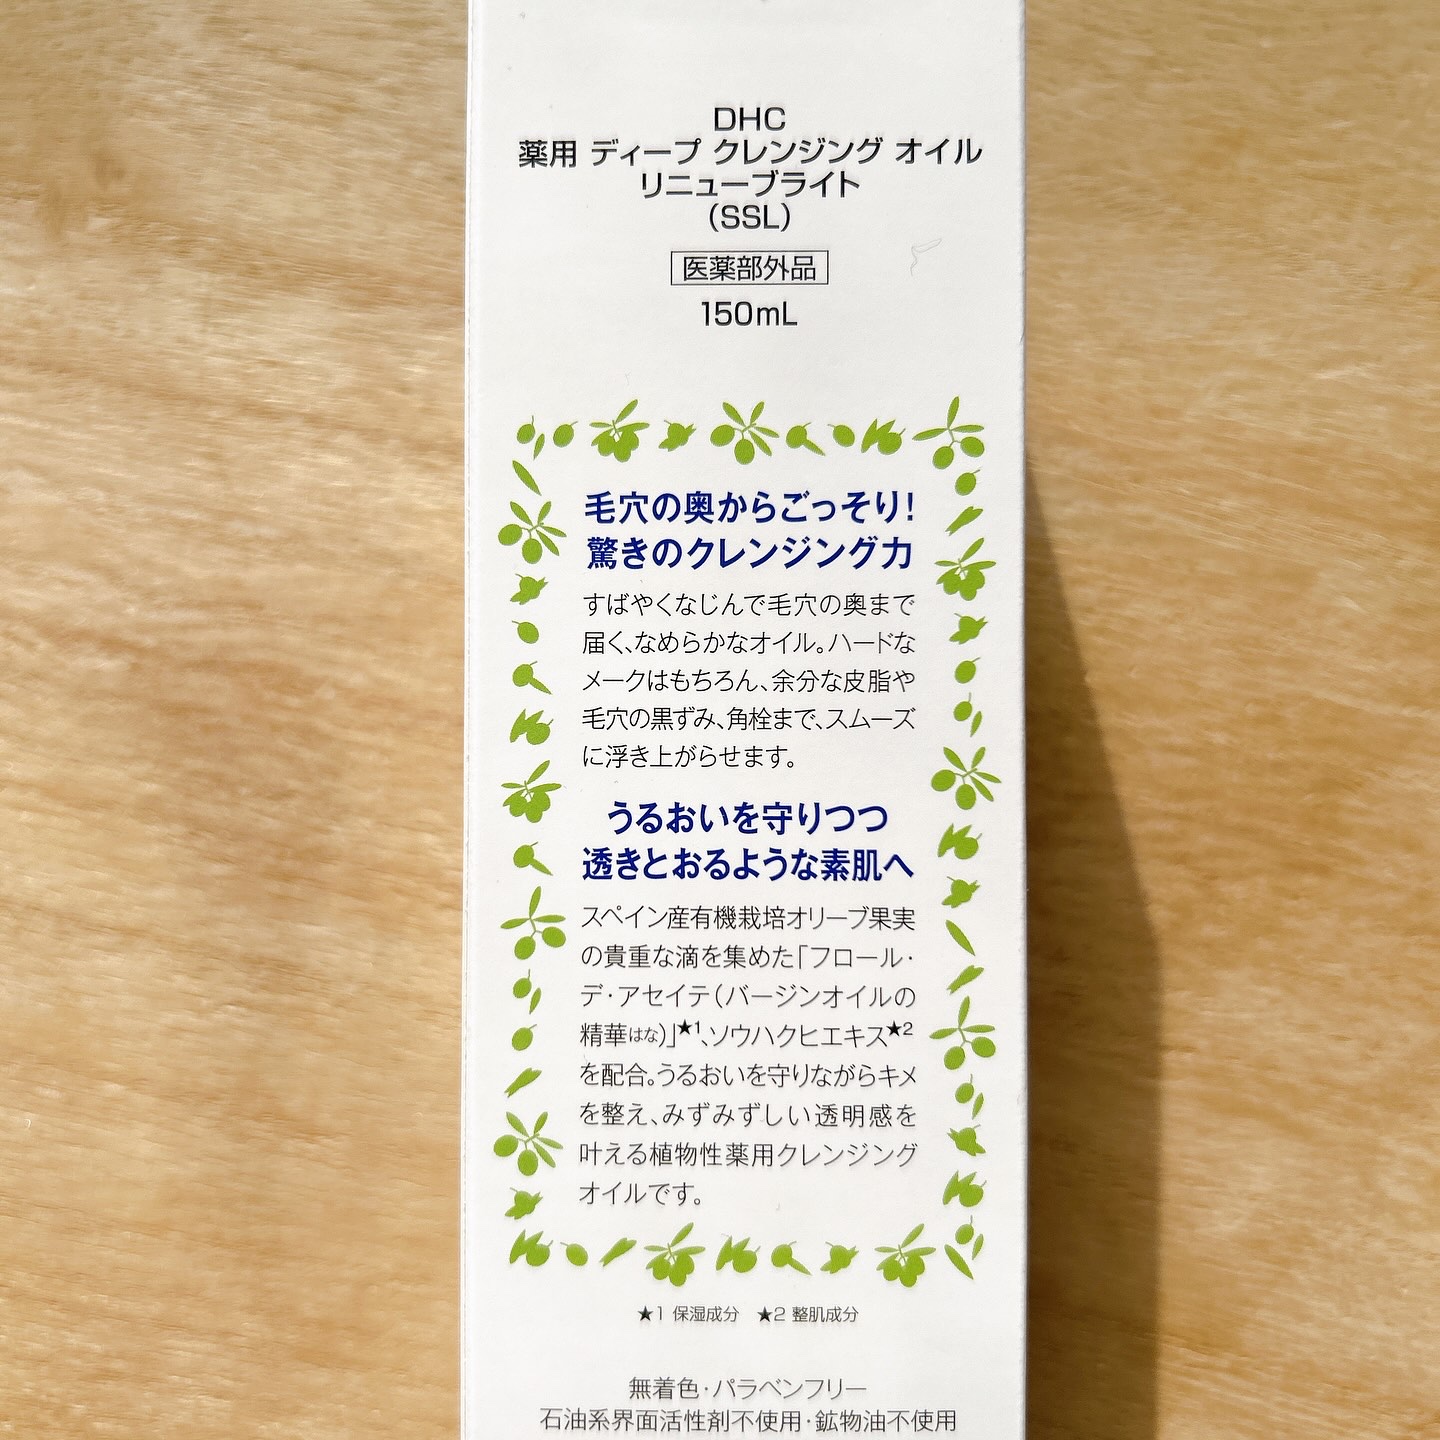 DHC
薬用 ディープ クレンジング オイル
リニューブライト
（SSL）
医薬部外品
150mL
毛穴の奥からごっそり！
驚きのクレンジング力
すばやくなじんで毛穴の奥まで
届く、なめらかなオイル。ハードな
メークはもちろん、余分な皮脂や
毛穴の黒ずみ、角栓まで、スムーズ
に浮き上がらせます。
うるおいを守りつつ
透きとおるような素肌へ
スペイン産有機栽培オリーブ果実
の貴重な滴を集めた「フロール・
デ・アセイテ（バージンオイルの
精華はな）」★1、ソウハクヒエキス★2
を配合。うるおいを守りながらキメ
を整え、みずみずしい透明感を
叶える植物性薬用クレンジング
オイルです。
★1 保湿成分　★2 整肌成分
無着色・パラベンフリー
石油系界面活性剤不使用・鉱物油不使用